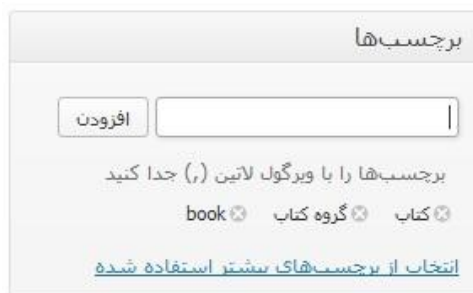 برچسب‌ها
افزودن
برچسب‌ها را با ویرگول لاتین (,) جدا کنید
کتاب گروه کتاب book
انتخاب از برچسب‌های بیشتر استفاده شده